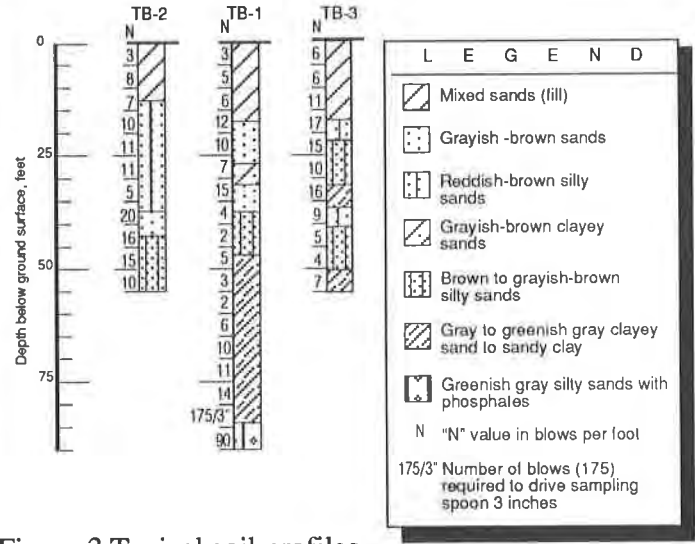 TB-2 TB-1 TB-3
N N N
0
25
50
75
Depth below ground surface, feet
3
8
7
10
11
11
5
20
16
15
10
3
5
6
12
10
7
15
4
2
5
3
2
6
10
11
14
175/3"
90
6
6
11
17
15
10
16
9
5
4
7
L E G E N D
Mixed sands (fill)
Grayish -brown sands
Reddish-brown silty
sands
Grayish-brown clayey
sands
Brown to grayish-brown
silty sands
Gray to greenish gray clayey
sand to sandy clay
Greenish gray silty sands with
phosphates
N "N" value in blows per foot
175/3" Number of blows (175)
required to drive sampling
spoon 3 inches